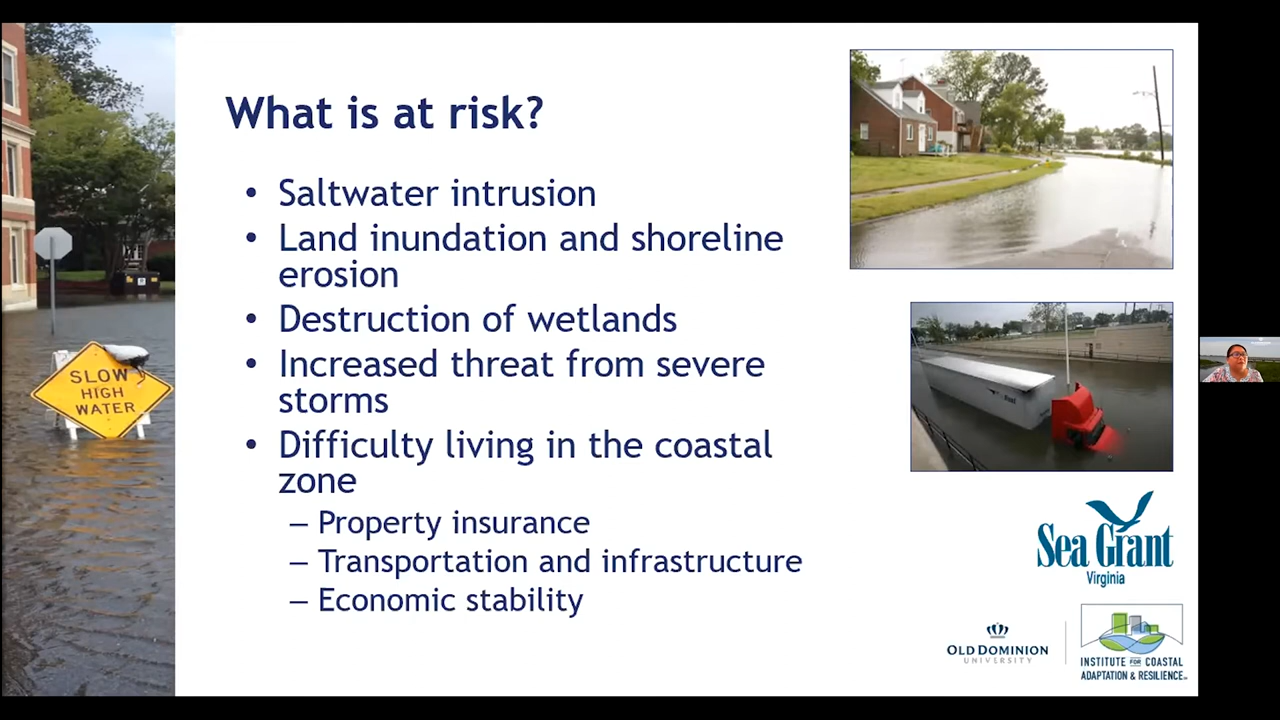 What is at risk?
• Saltwater intrusion
• Land inundation and shoreline
erosion
• Destruction of wetlands
• Increased threat from severe
storms
• Difficulty living in the coastal
zone
– Property insurance
– Transportation and infrastructure
– Economic stability
SLOW
HIGH
WATER
Sea Grant
Virginia
OLD DOMINION
UNIVERSITY
INSTITUTE FOR COASTAL
ADAPTATION & RESILIENCE